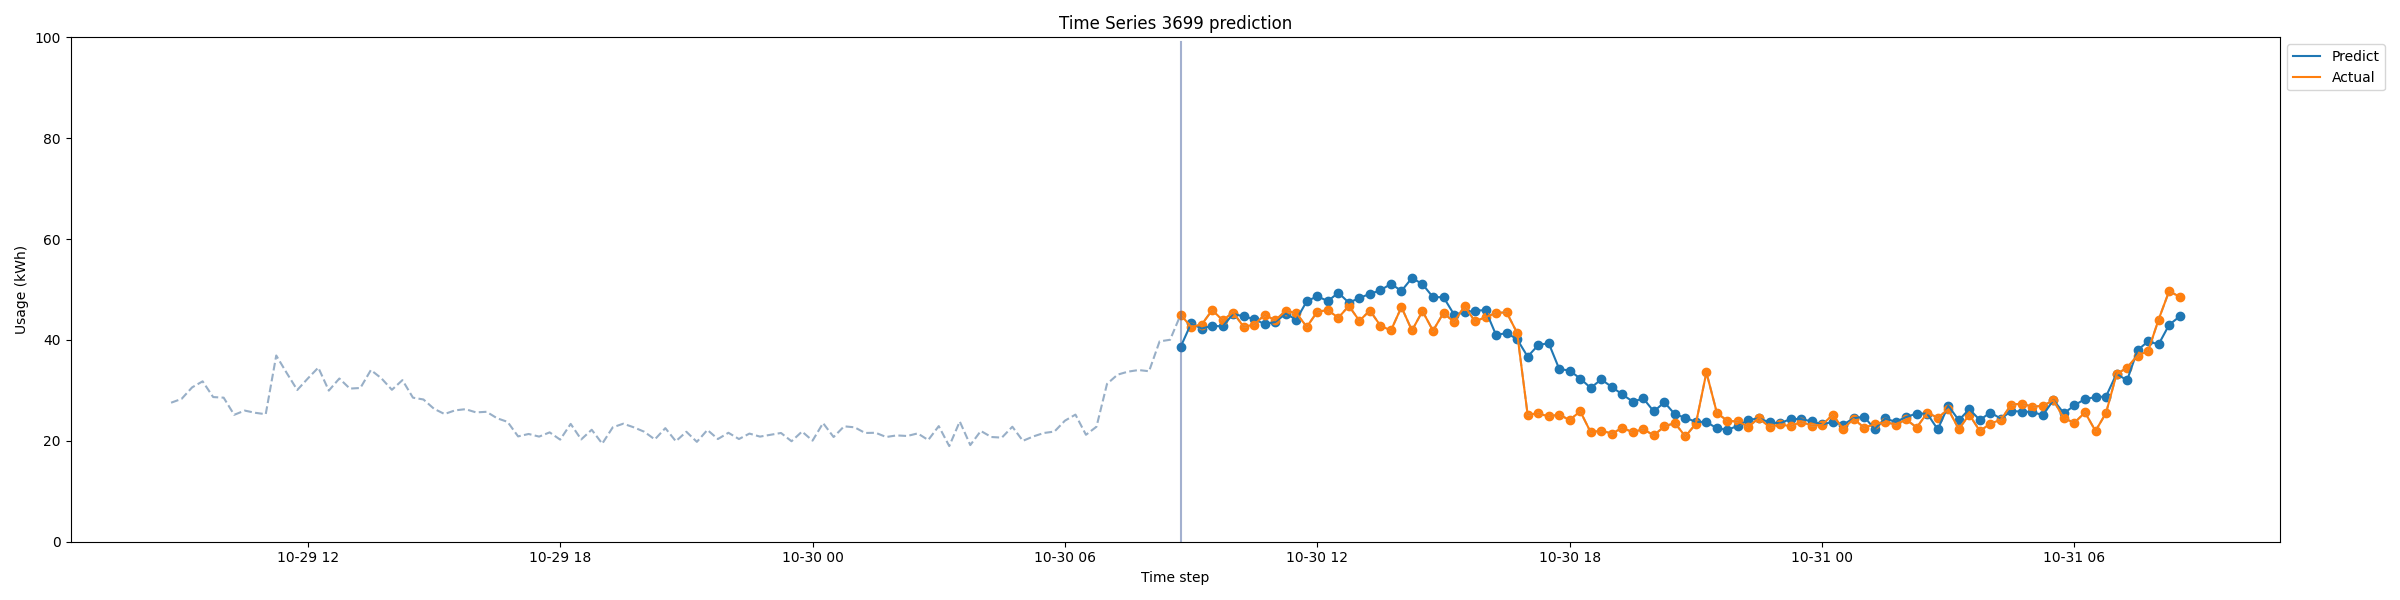 Time Series 3699 prediction
100
80
60
40
20
0
Usage (kWh)
10-29 12
10-29 18
10-30 00
10-30 06
10-30 12
10-30 18
10-31 00
10-31 06
Time step
Predict
Actual